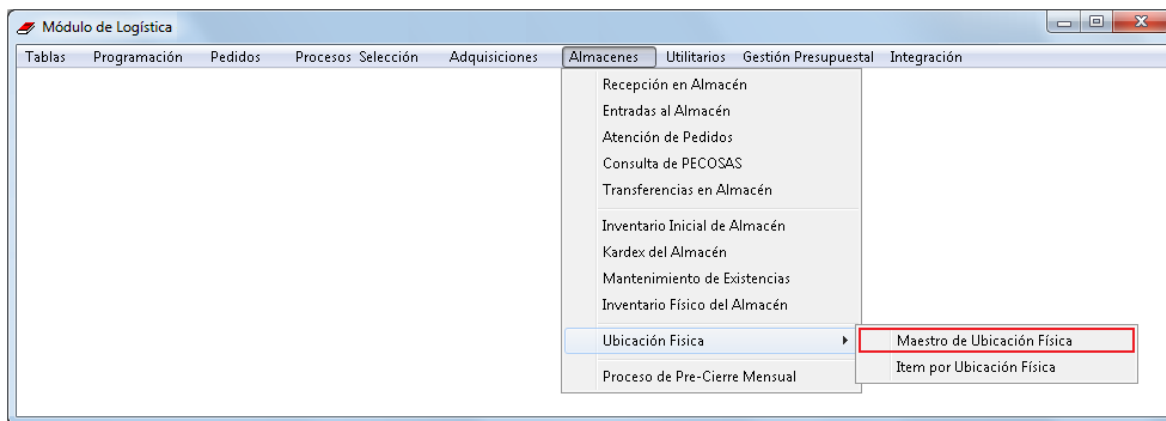 Módulo de Logística
Tablas Programación Pedidos Procesos Selección Adquisiciones Almacenes Utilitarios Gestión Presupuestal Integración
Recepción en Almacén
Entradas al Almacén
Atención de Pedidos
Consulta de PECOSAS
Transferencias en Almacén
Inventario Inicial de Almacén
Kardex del Almacén
Mantenimiento de Existencias
Inventario Físico del Almacén
Ubicación Fisica
Maestro de Ubicación Física
Item por Ubicación Física
Proceso de Pre-Cierre Mensual